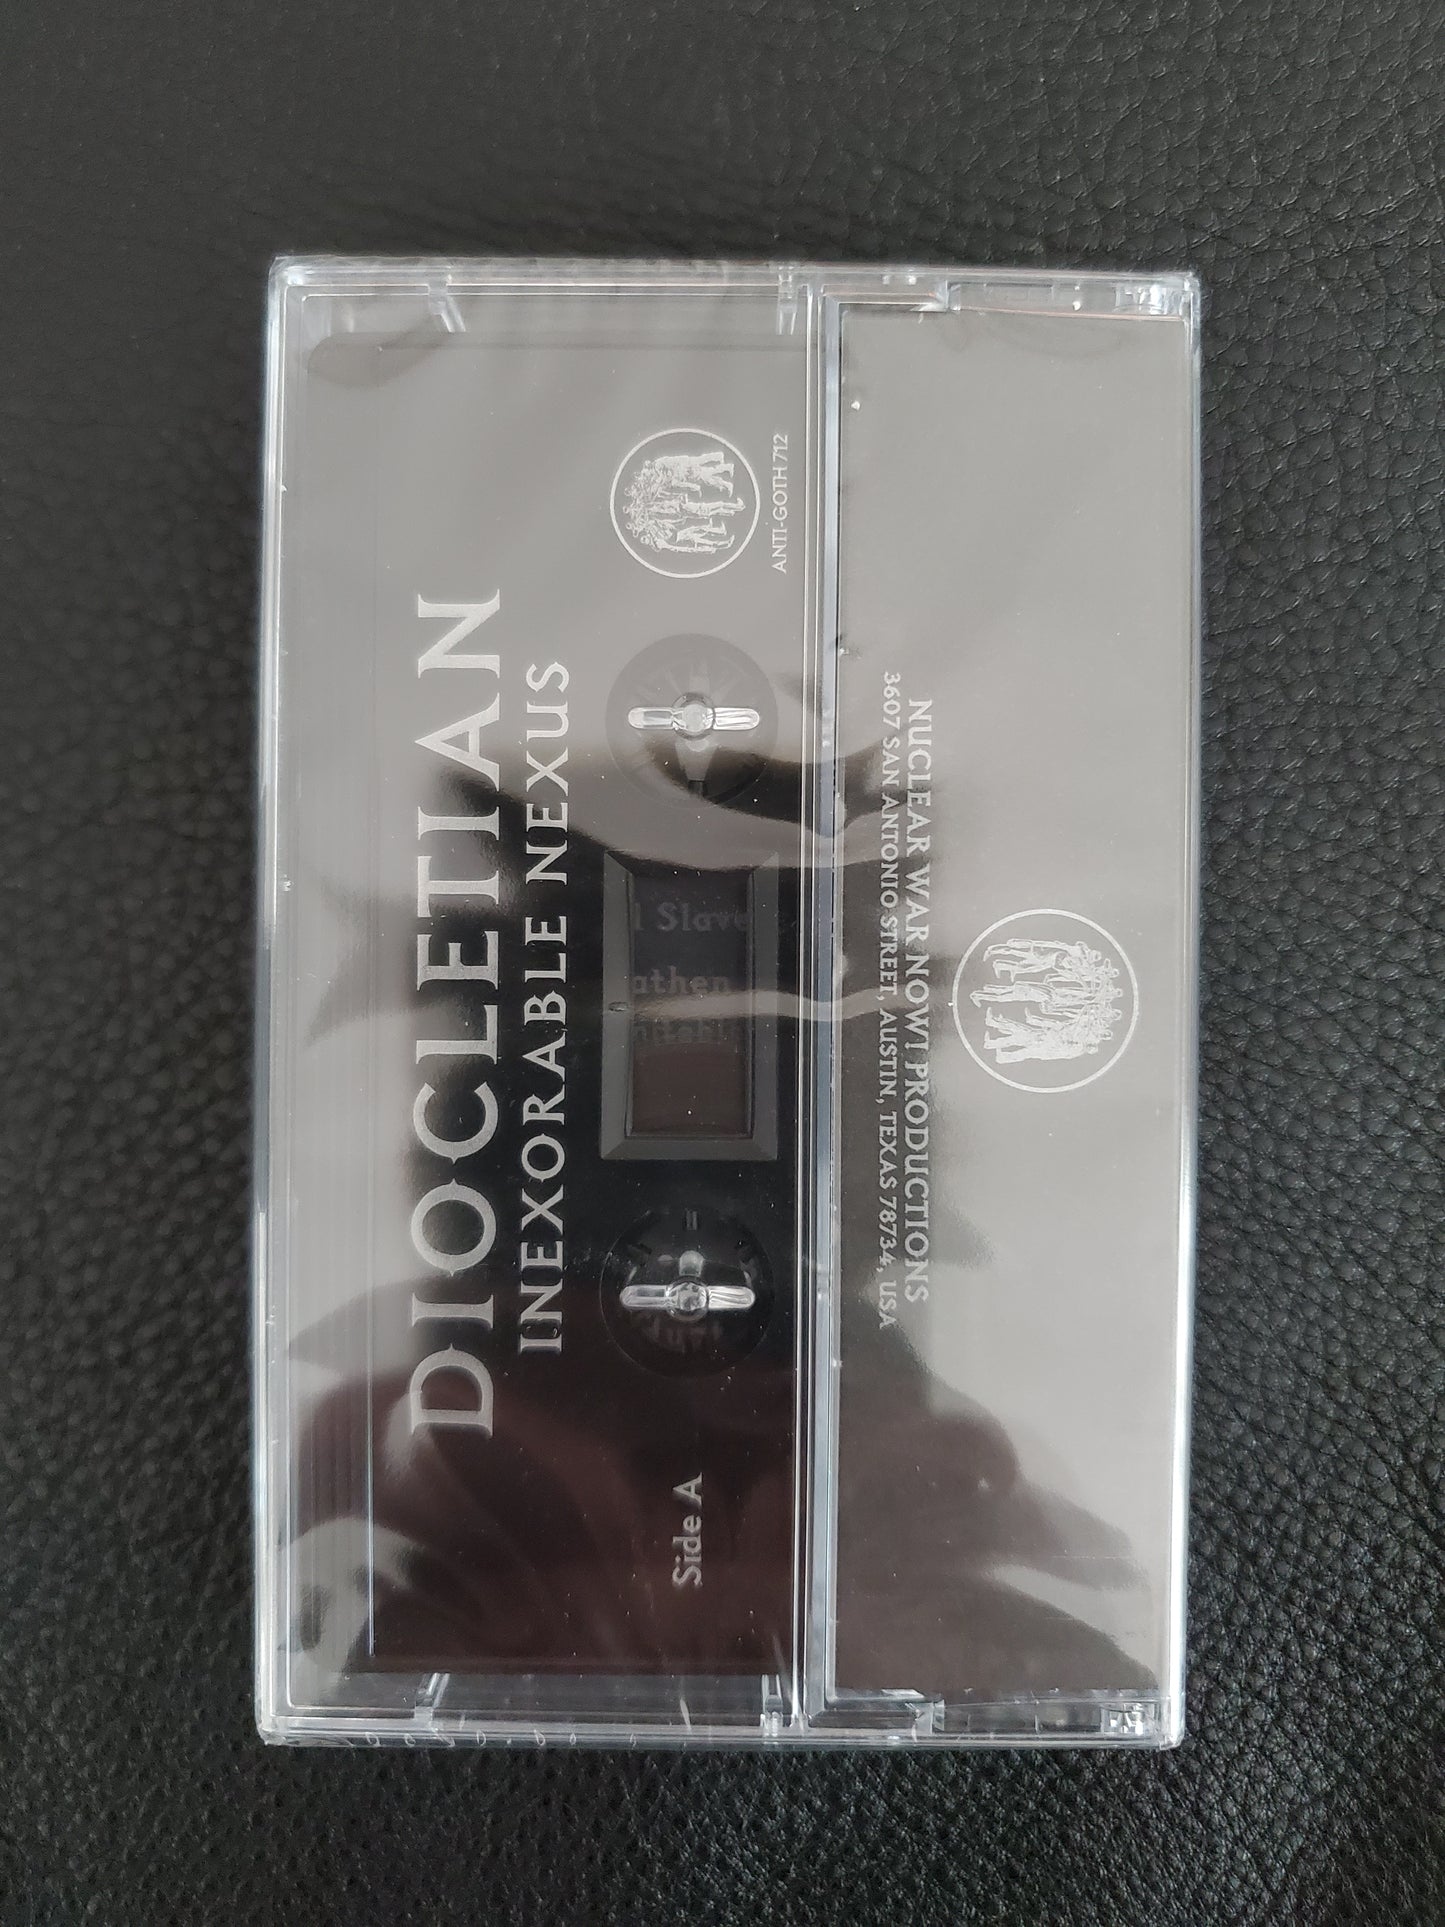 DIOCLETIAN
INEXORABLE NEXUS
ANTI-GOTH 712
Side A
Slave
NUCLEAR WAR NOW! PRODUCTIONS
3607 SAN ANTONIO STREET, AUSTIN, TEXAS 78734, USA